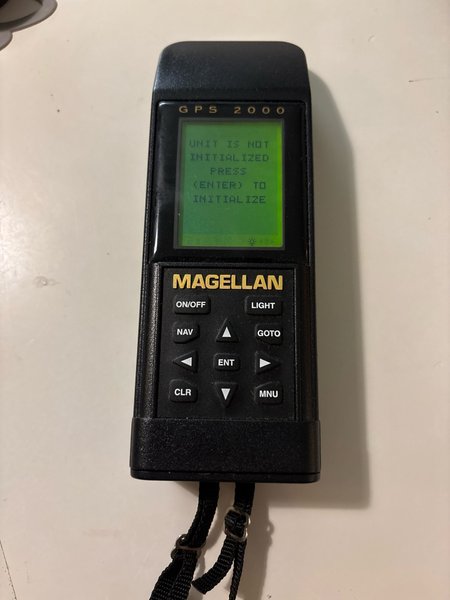 GPS 2000
UNIT IS NOT
INITIALIZED
PRESS
(ENTER) TO
INITIALIZE
MAGELLAN
ON/OFF LIGHT
NAV GOTO
ENT
CLR MNU